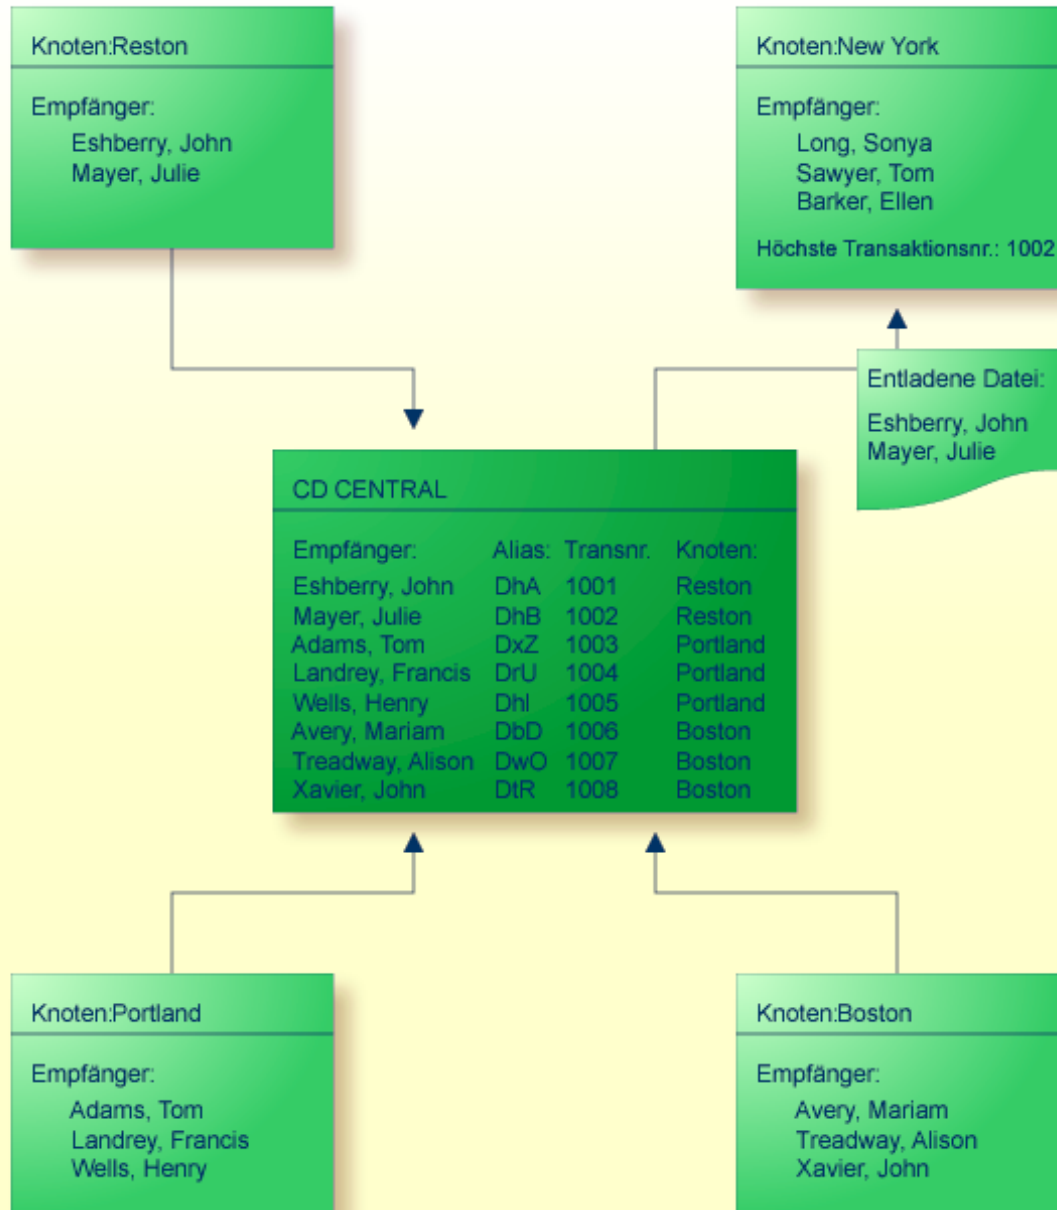 Knoten:Reston
Empfänger:
Eshberry, John
Mayer, Julie
Knoten:New York
Empfänger:
Long, Sonya
Sawyer, Tom
Barker, Ellen
Höchste Transaktionsnr.: 1002
Entladene Datei:
Eshberry, John
Mayer, Julie
CD CENTRAL
Empfänger: Alias: Transnr. Knoten:
Eshberry, John DhA 1001 Reston
Mayer, Julie DhB 1002 Reston
Adams, Tom DxZ 1003 Portland
Landrey, Francis DrU 1004 Portland
Wells, Henry DhI 1005 Portland
Avery, Mariam DbD 1006 Boston
Treadway, Alison DwO 1007 Boston
Xavier, John DtR 1008 Boston
Knoten:Portland
Empfänger:
Adams, Tom
Landrey, Francis
Wells, Henry
Knoten:Boston
Empfänger:
Avery, Mariam
Treadway, Alison
Xavier, John